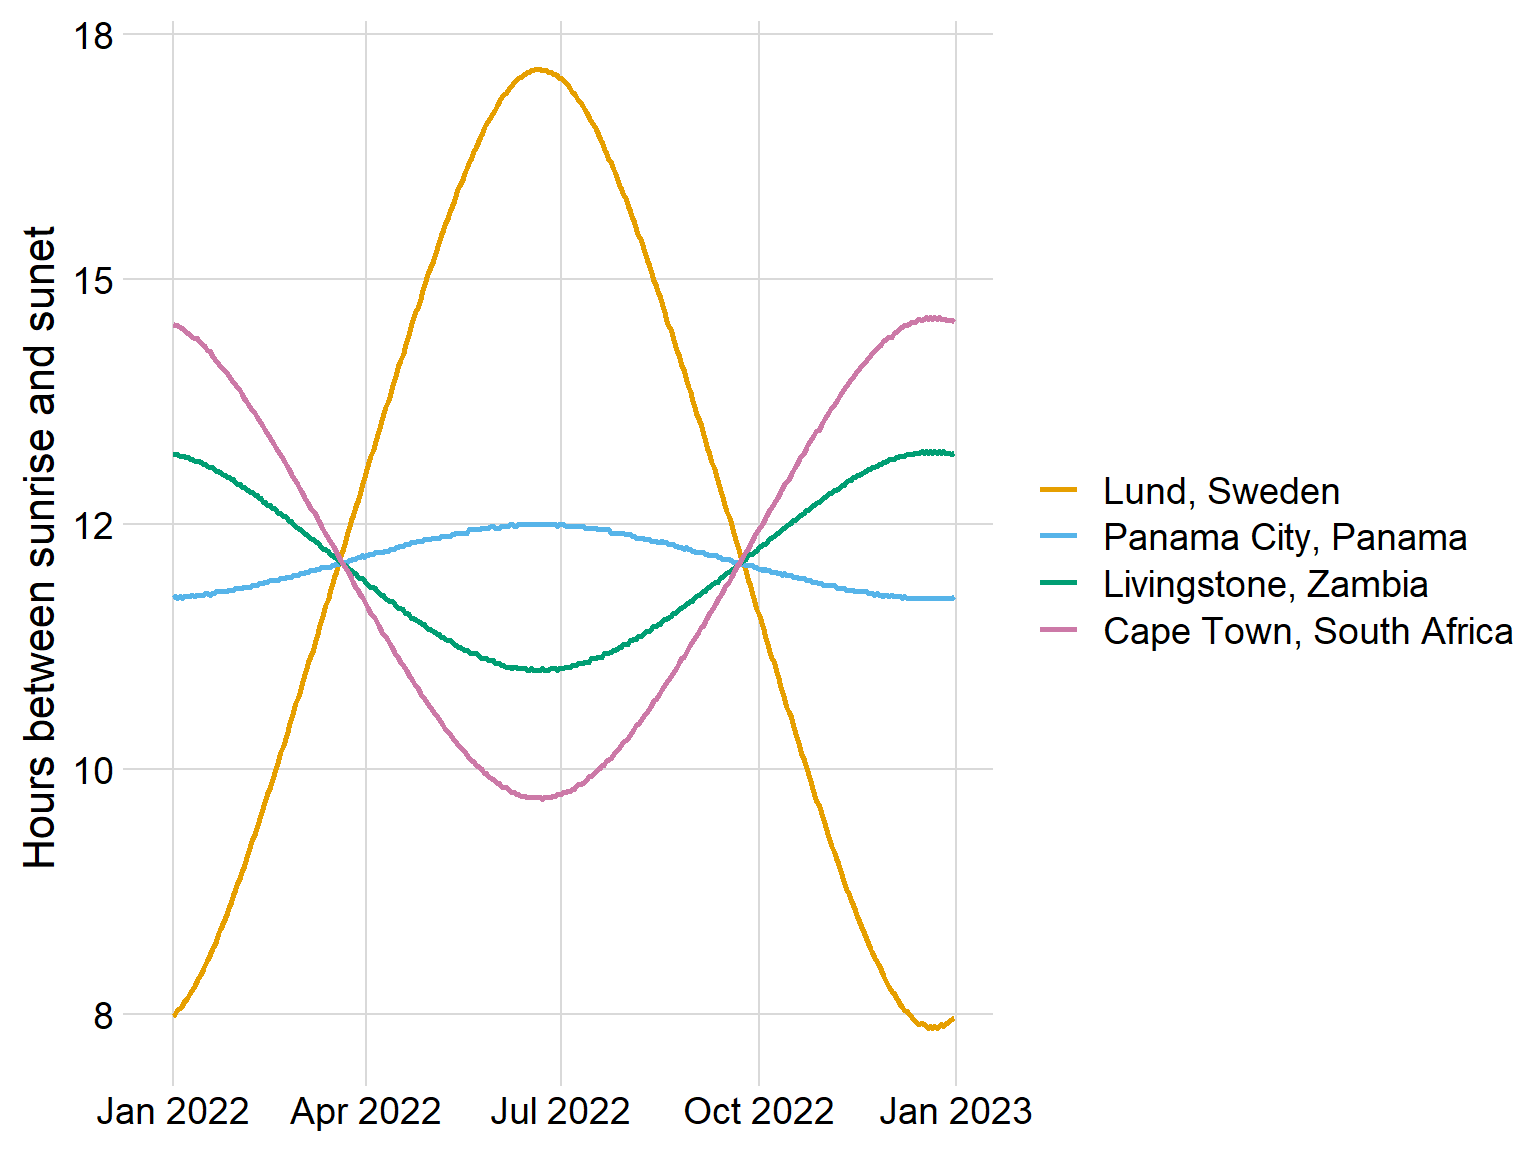 Hours between sunrise and sunet
18
15
12
10
8
Jan 2022
Apr 2022
Jul 2022
Oct 2022
Jan 2023
Lund, Sweden
Panama City, Panama
Livingstone, Zambia
Cape Town, South Africa